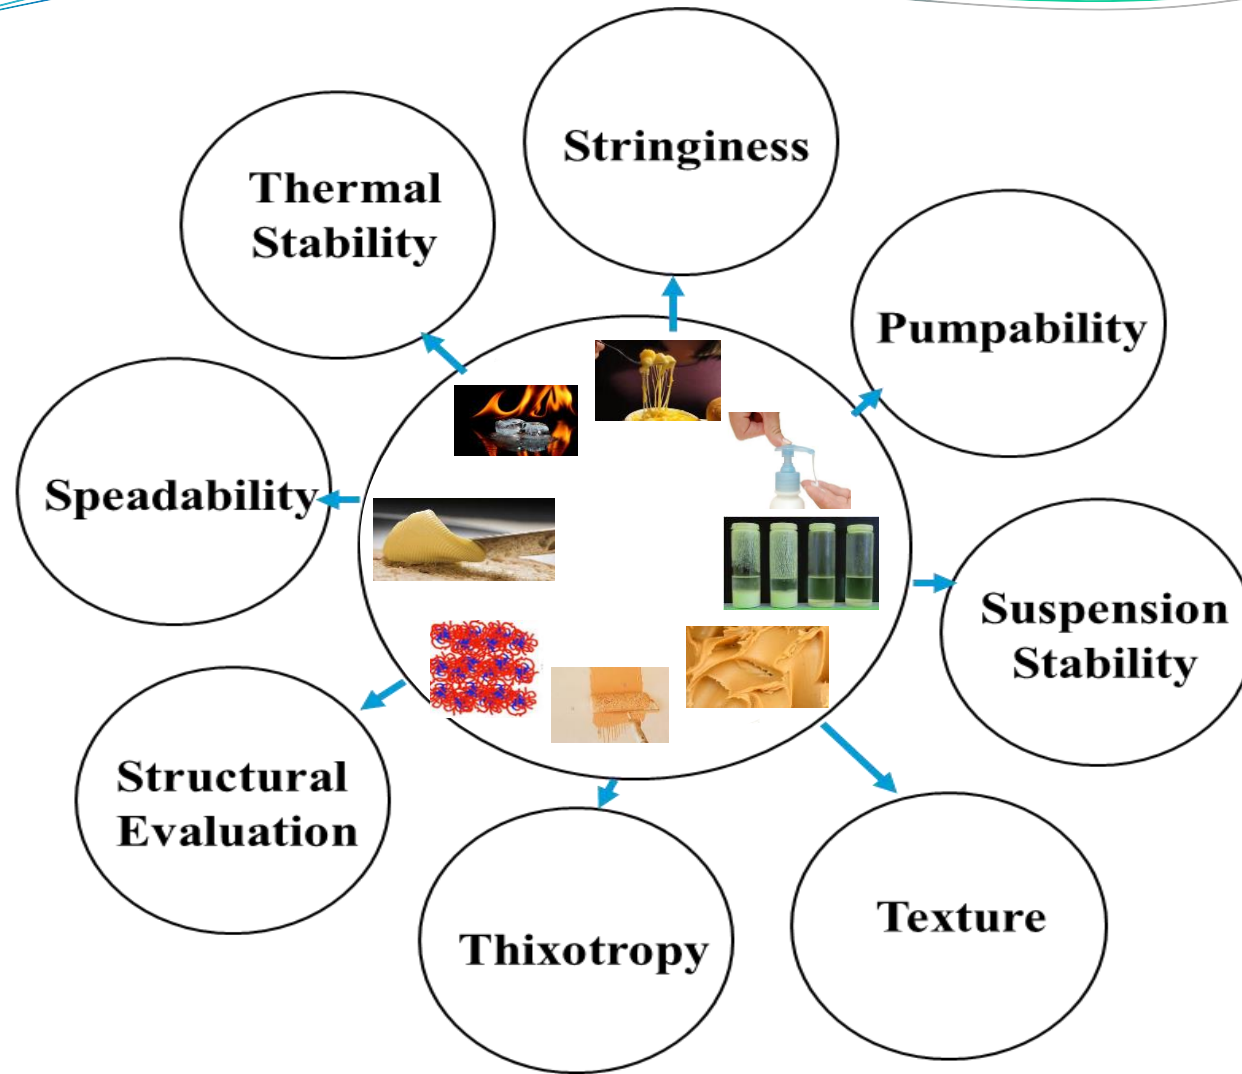 Stringiness
Thermal
Stability
Pumpability
Speadability
Suspension
Stability
Structural
Evaluation
Texture
Thixotropy